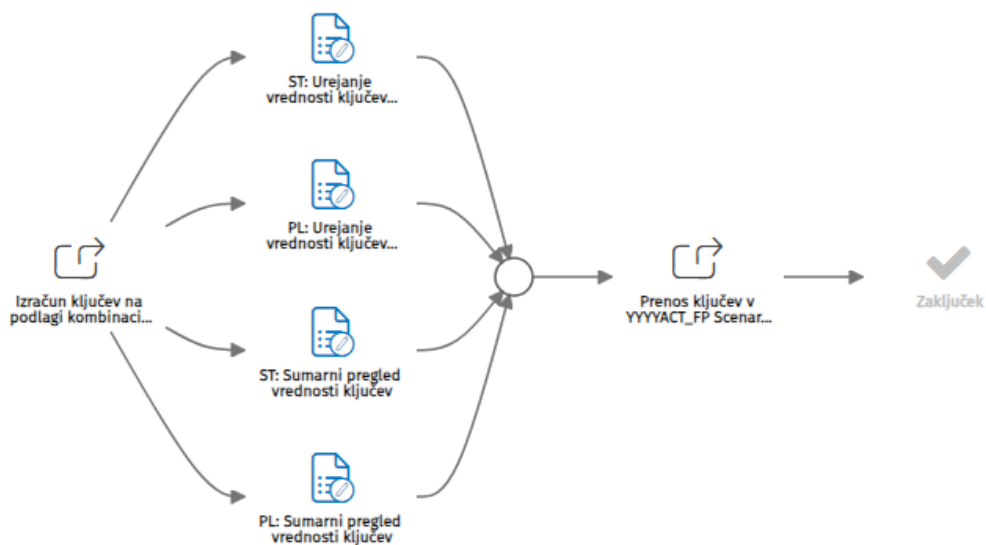 ST: Urejanje
vrednosti ključev...
PL: Urejanje
vrednosti ključev...
Izračun ključev na
podlagi kombinaci...
Prenos ključev v
YYYYACT_FP Scenar...
Zaključek
ST: Sumarni pregled
vrednosti ključev
PL: Sumarni pregled
vrednosti ključev